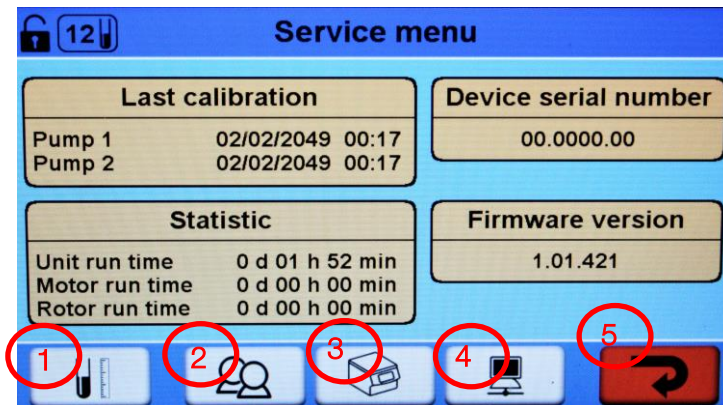 12
Service menu
Last calibration
Pump 1 02/02/2049 00:17
Pump 2 02/02/2049 00:17
Device serial number
00.0000.00
Statistic
Unit run time 0 d 01 h 52 min
Motor run time 0 d 00 h 00 min
Rotor run time 0 d 00 h 00 min
Firmware version
1.01.421
1
2
3
4
5